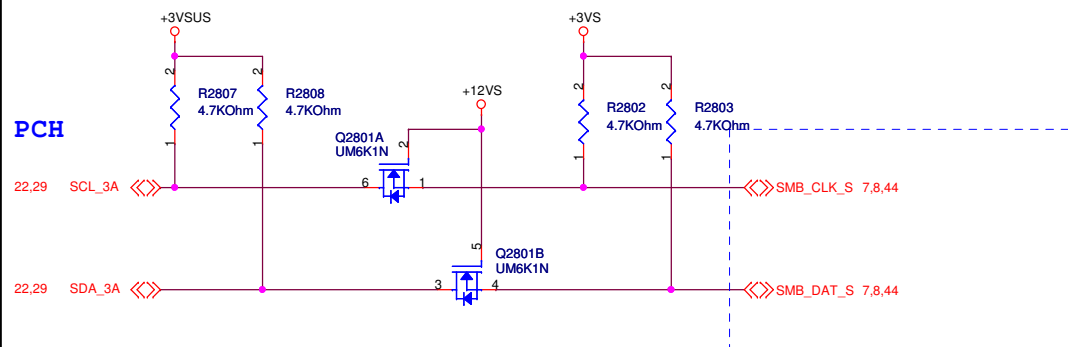 +3VSUS
+3VS
2
2
R2807
4.7KOhm
R2808
4.7KOhm
+12VS
2
2
R2802
4.7KOhm
R2803
4.7KOhm
PCH
1
1
Q2801A
UM6K1N
2
1
1
22,29 SCL_3A
6
1
SMB_CLK_S 7,8,44
5
Q2801B
UM6K1N
22,29 SDA_3A
3
4
SMB_DAT_S 7,8,44